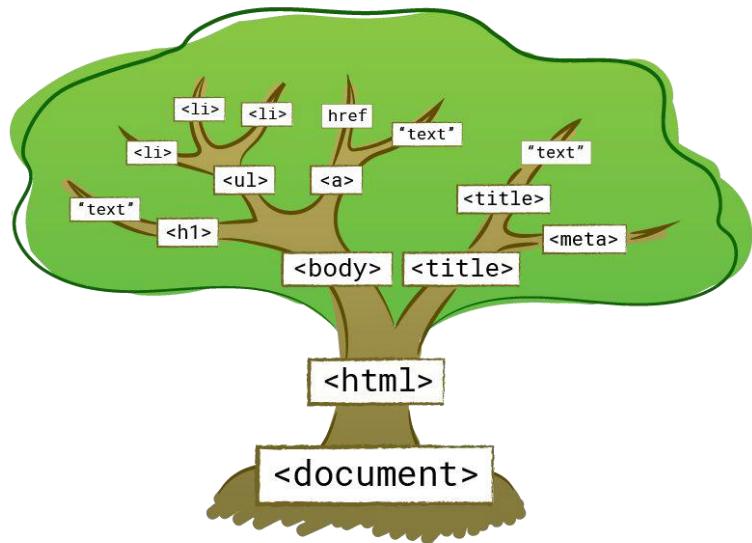 <li>
<li>
href
“text”
<li>
“text”
<ul>
<a>
<title>
“text”
<h1>
<meta>
<body>
<title>
<html>
<document>